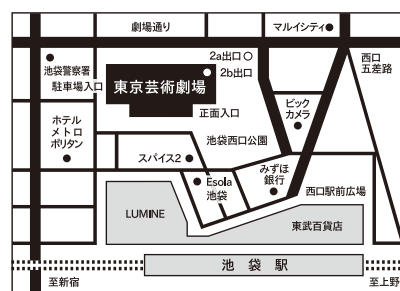 劇場通り
マルイシティ
2a出口
2b出口
西口
五差路
池袋警察署
駐車場入口
東京芸術劇場
正面入口
ビック
カメラ
ホテル
メトロ
ポリタン
池袋西口公園
スパイス2
Esola
池袋
みずほ
銀行
西口駅前広場
LUMINE
東武百貨店
池袋駅
至新宿
至上野